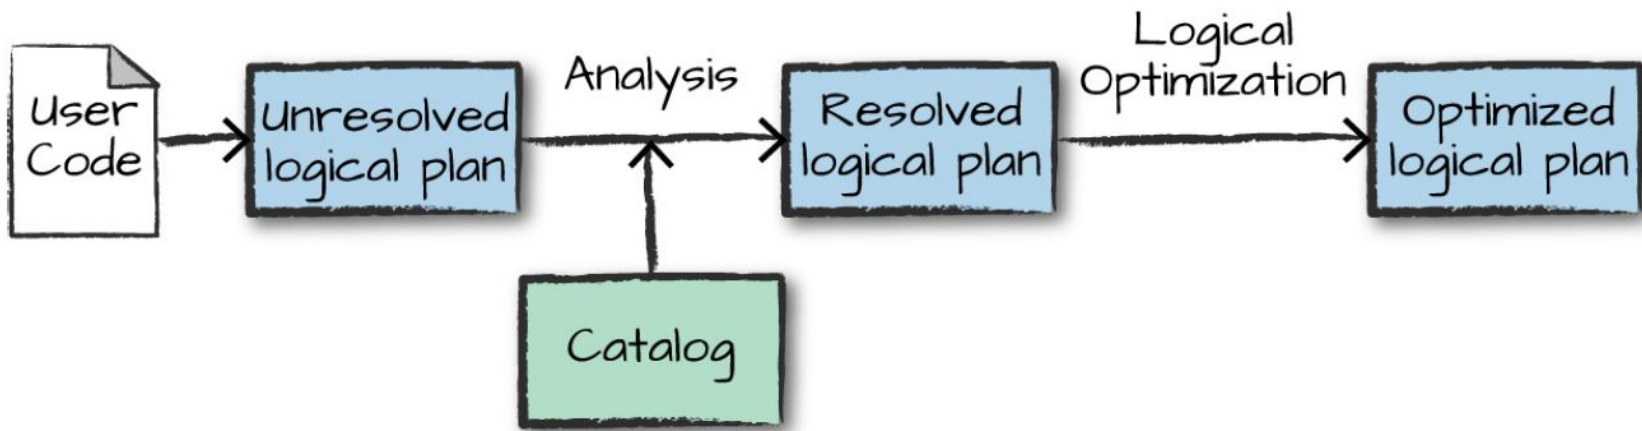 User
Code
Unresolved
logical plan
Analysis
Resolved
logical plan
Logical
Optimization
Optimized
logical plan
Catalog